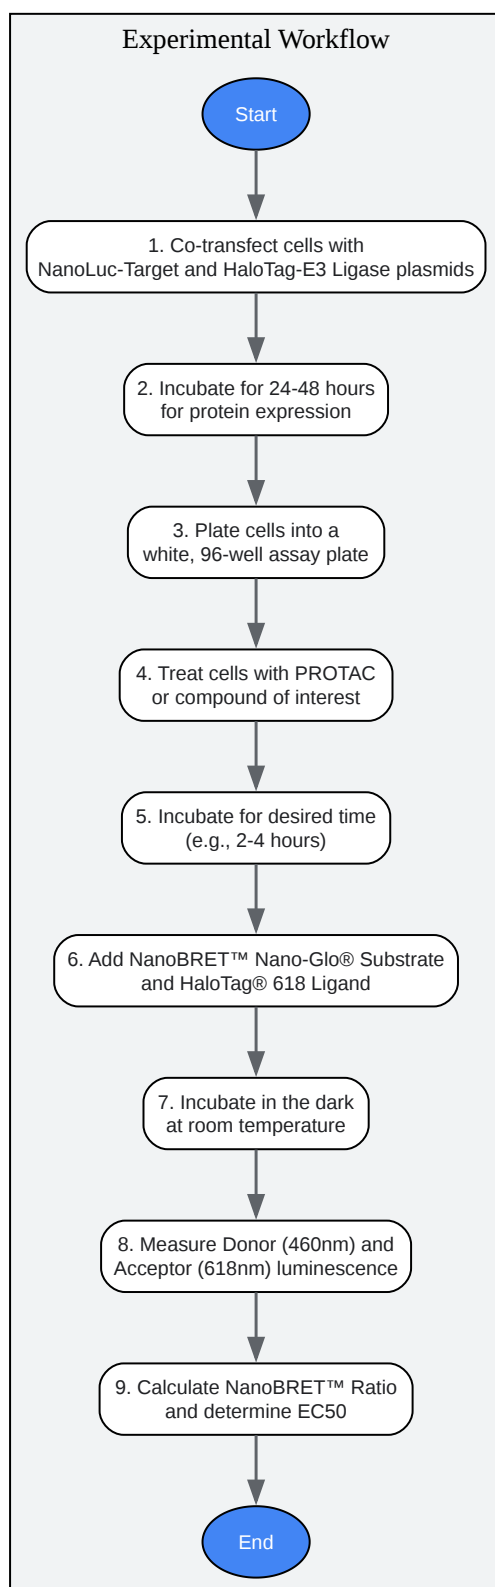 Experimental Workflow
Start
1. Co-transfect cells with
NanoLuc-Target and HaloTag-E3 Ligase plasmids
2. Incubate for 24-48 hours
for protein expression
3. Plate cells into a
white, 96-well assay plate
4. Treat cells with PROTAC
or compound of interest
5. Incubate for desired time
(e.g., 2-4 hours)
6. Add NanoBRET™ Nano-Glo® Substrate
and HaloTag® 618 Ligand
7. Incubate in the dark
at room temperature
8. Measure Donor (460nm) and
Acceptor (618nm) luminescence
9. Calculate NanoBRET™ Ratio
and determine EC50
End